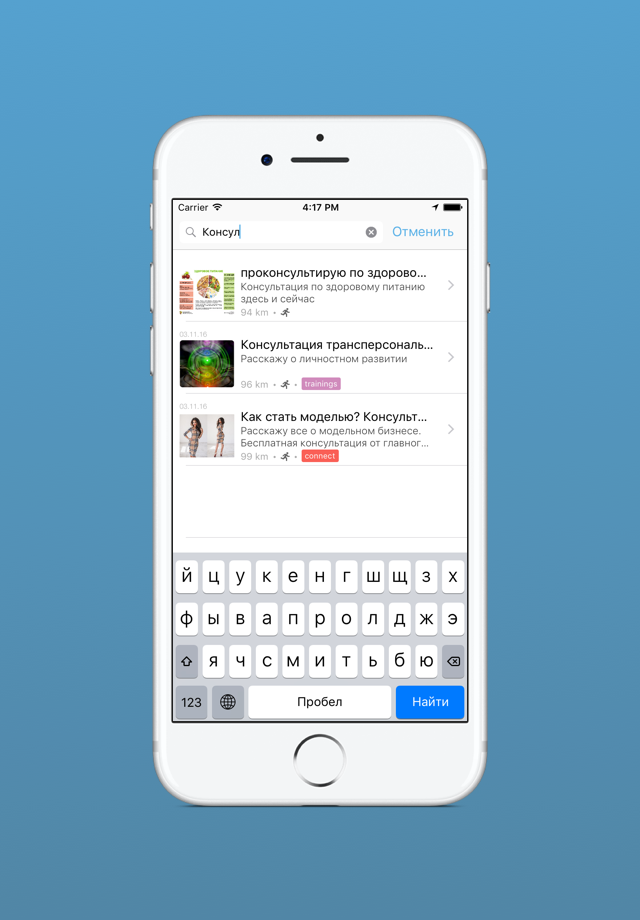 Carrier 4:17 PM
Консул Отменить
проконсультирую по здорово...
Консультация по здоровому питанию
здесь и сейчас
94 km •
03.11.16
Консультация трансперсональ...
Расскажу о личностном развитии
96 km • • trainings
03.11.16
Как стать моделью? Консульт...
Расскажу все о модельном бизнесе.
Бесплатная консультация от главног...
99 km • • connect
й ц у к е н г ш щ з х
ф ы в а п р о л д ж э
я ч с м и т ь б ю
123 Пробел Найти